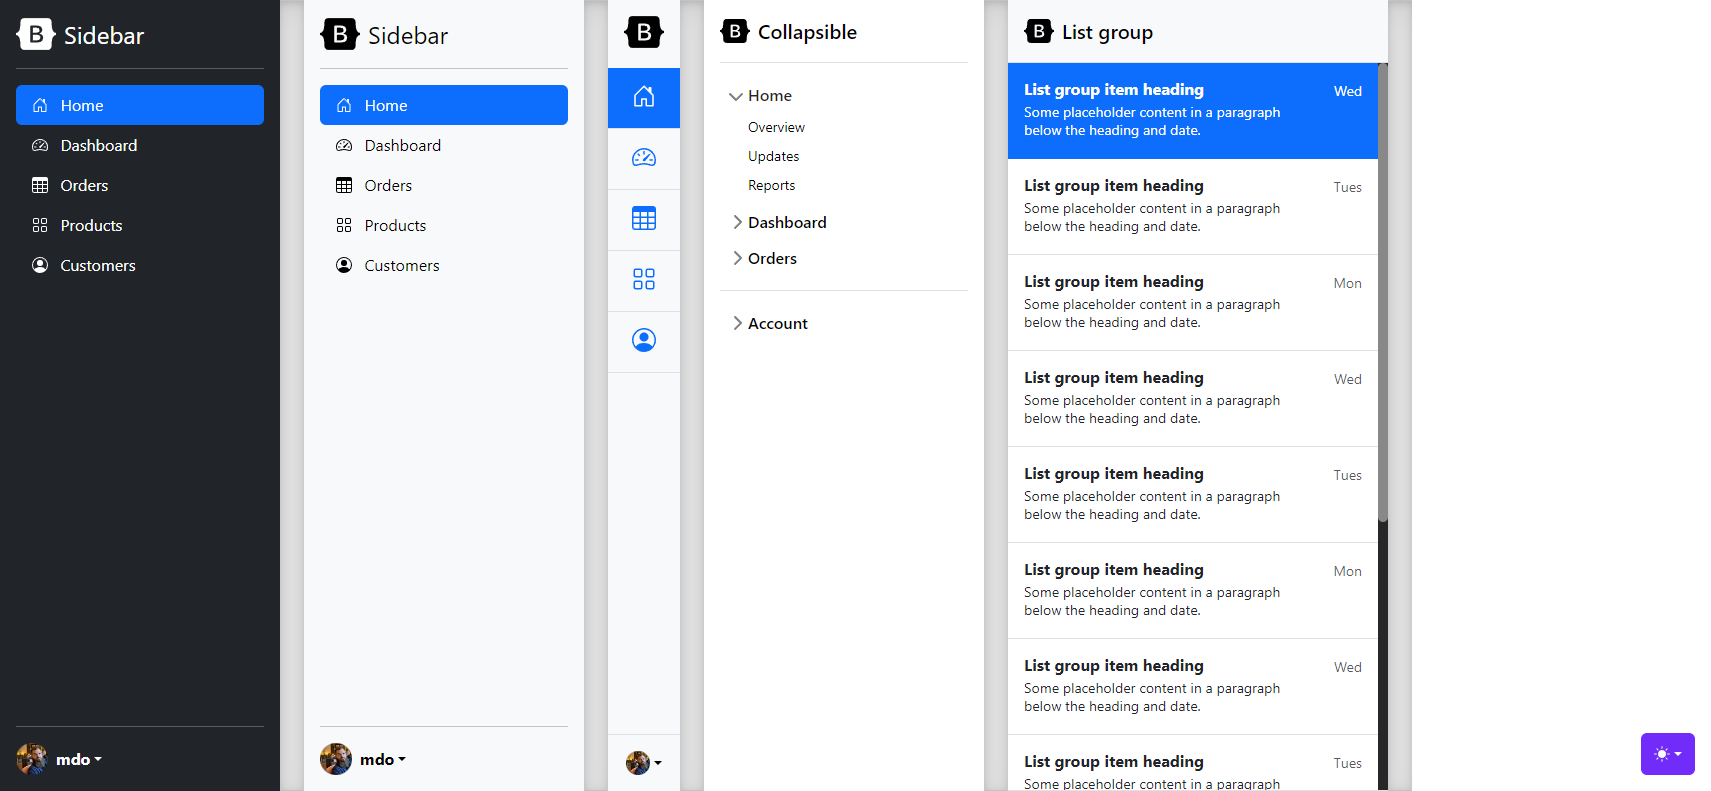 B Sidebar
Home
Dashboard
Orders
Products
Customers
mdo
B Sidebar
Home
Dashboard
Orders
Products
Customers
mdo
B
B Collapsible
Home
Overview
Updates
Reports
Dashboard
Orders
Account
B List group
List group item heading Wed
Some placeholder content in a paragraph
below the heading and date.
List group item heading Tues
Some placeholder content in a paragraph
below the heading and date.
List group item heading Mon
Some placeholder content in a paragraph
below the heading and date.
List group item heading Wed
Some placeholder content in a paragraph
below the heading and date.
List group item heading Tues
Some placeholder content in a paragraph
below the heading and date.
List group item heading Mon
Some placeholder content in a paragraph
below the heading and date.
List group item heading Wed
Some placeholder content in a paragraph
below the heading and date.
List group item heading Tues
Some placeholder content in a paragraph